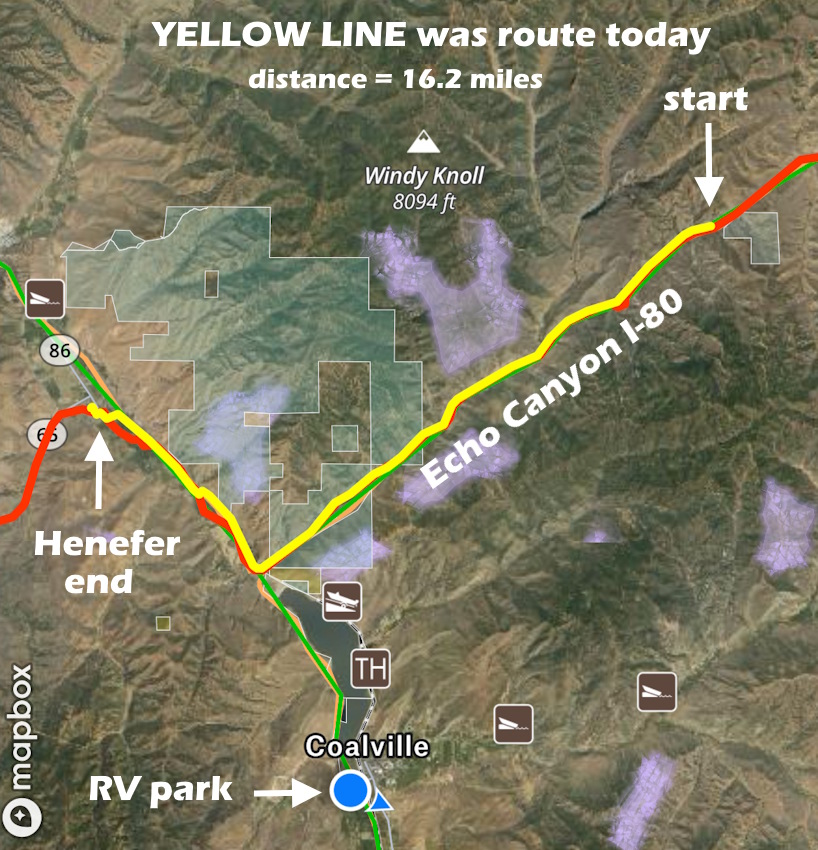 YELLOW LINE was route today
distance = 16.2 miles
start
Windy Knoll
8094 ft
86
Echo Canyon I-80
65
Henefer
end
TH
Coalville
RV park
mapbox